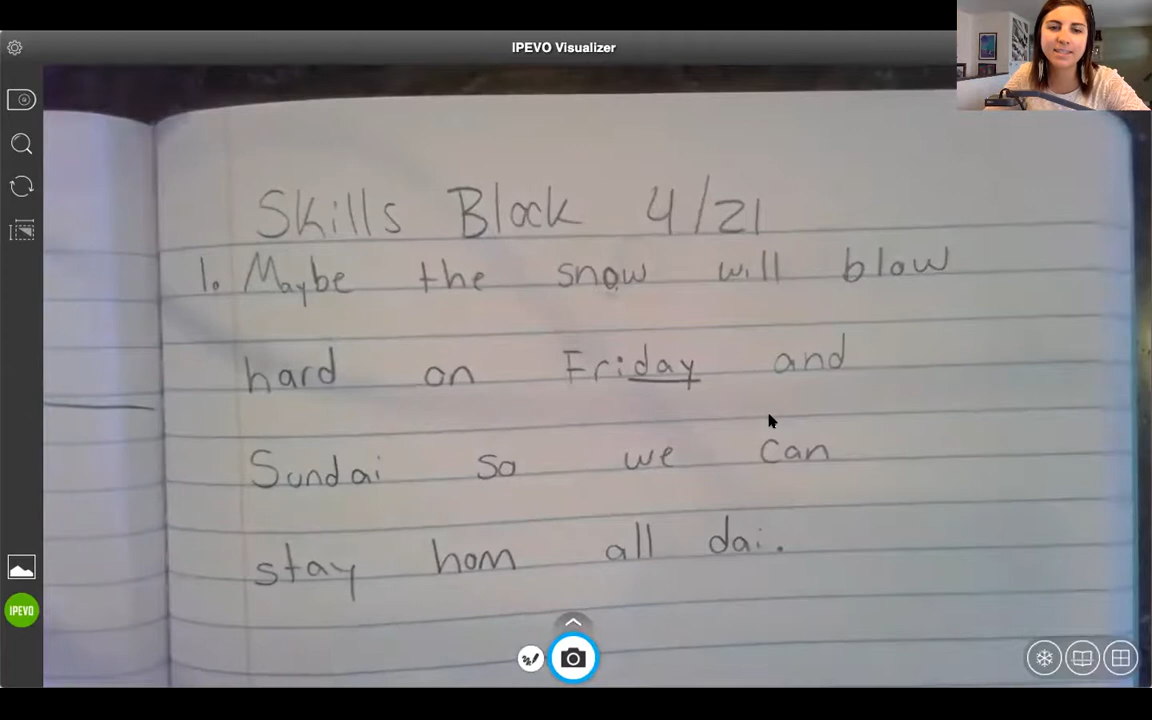 IPEVO Visualizer
Skills Block 4/21
1. Maybe the snow will blow
hard on Friday and
Sundai so we can
stay hom all dai.
IPEVO